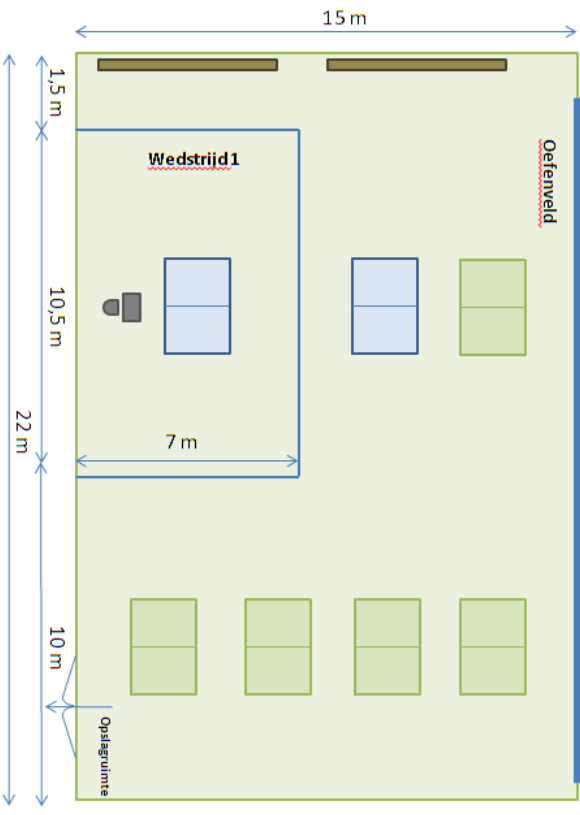 15 m
1,5 m
Wedstrijd1
Oefenveld
10,5 m
22 m
7 m
10 m
Opslagruimte